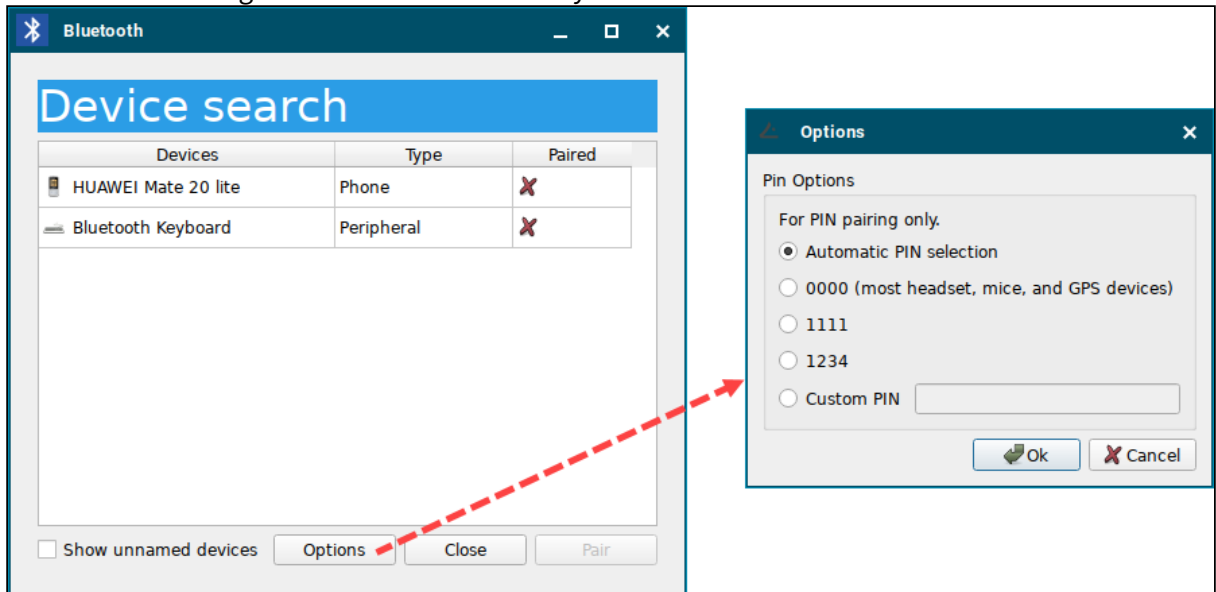 Bluetooth
Device search
Devices Type Paired
HUAWEI Mate 20 lite Phone
Bluetooth Keyboard Peripheral
Show unnamed devices Options Close Pair
Options
Pin Options
For PIN pairing only.
Automatic PIN selection
0000 (most headset, mice, and GPS devices)
1111
1234
Custom PIN
Ok Cancel